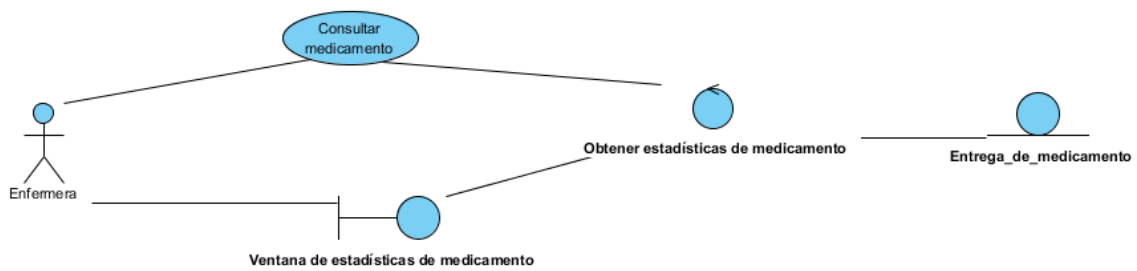 Consultar
medicamento
Obtener estadísticas de medicamento
Entrega_de_medicamento
Enfermera
Ventana de estadísticas de medicamento